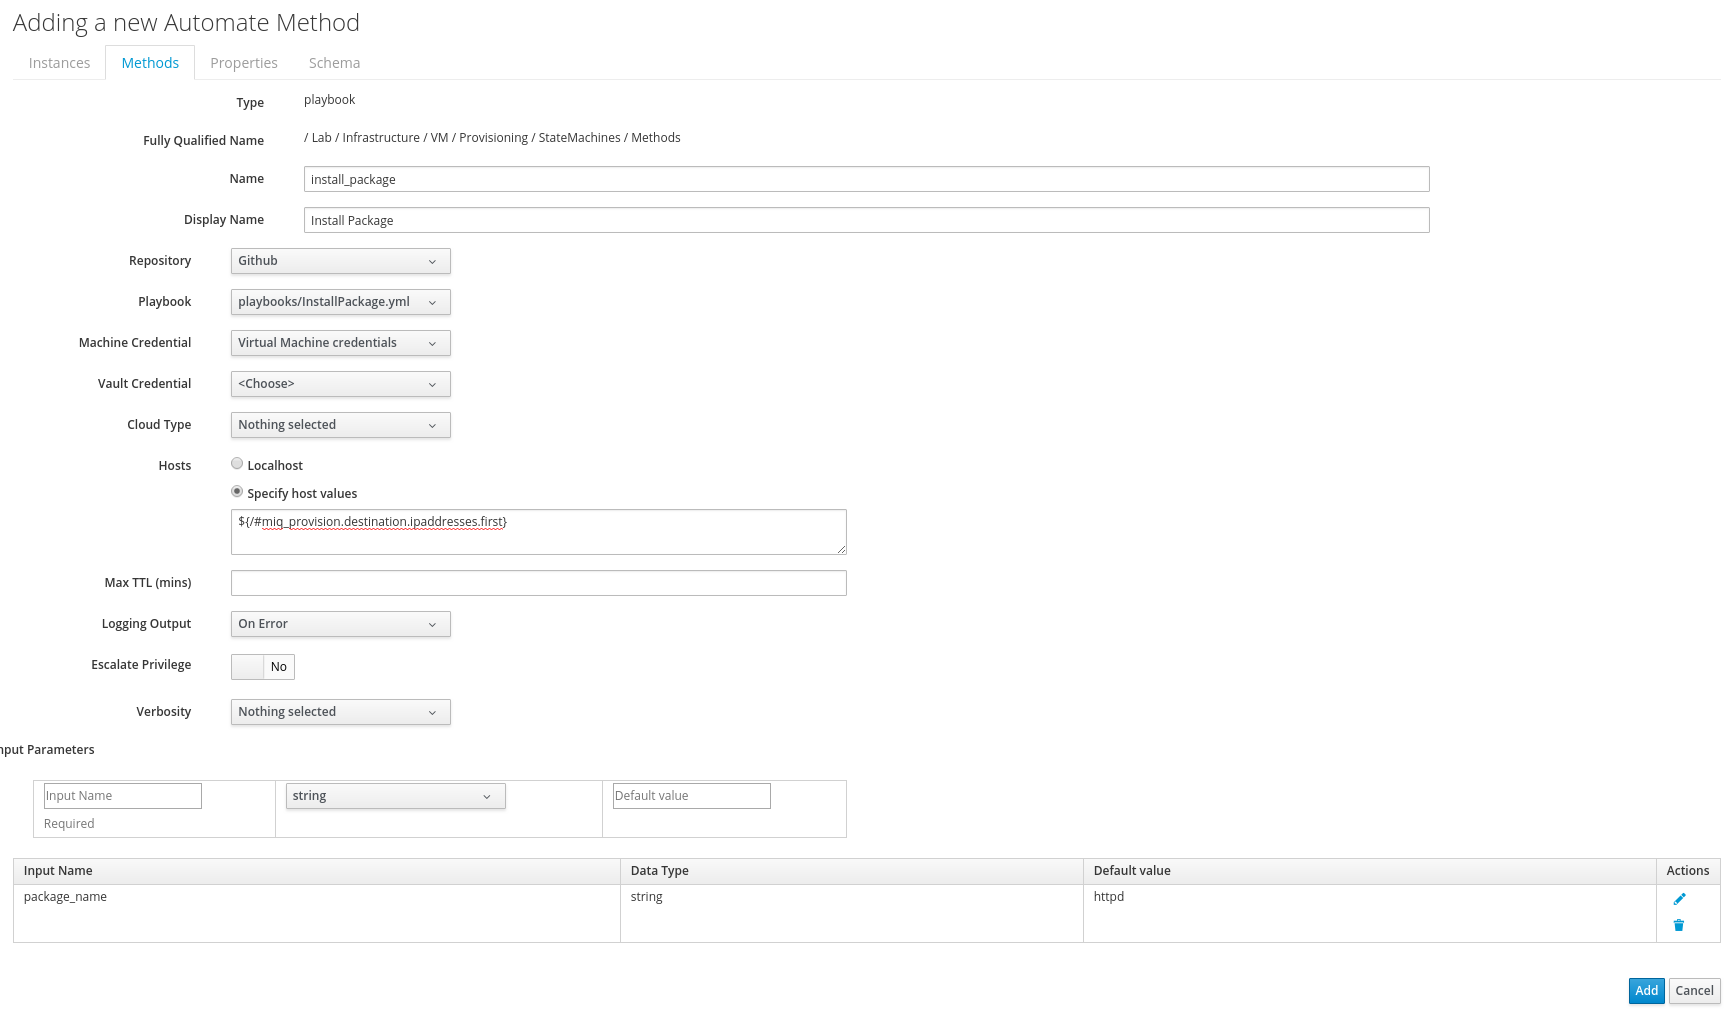 Adding a new Automate Method
Instances Methods Properties Schema
Type playbook
Fully Qualified Name / Lab / Infrastructure / VM / Provisioning / StateMachines / Methods
Name install_package
Display Name Install Package
Repository Github
Playbook playbooks/InstallPackage.yml
Machine Credential Virtual Machine credentials
Vault Credential <Choose>
Cloud Type Nothing selected
Hosts Localhost
Specify host values
${/#miq_provision.destination.ipaddresses.first}
Max TTL (mins)
Logging Output On Error
Escalate Privilege No
Verbosity Nothing selected
nput Parameters
Input Name string Default value
Required
Input Name Data Type Default value Actions
package_name string httpd
Add Cancel